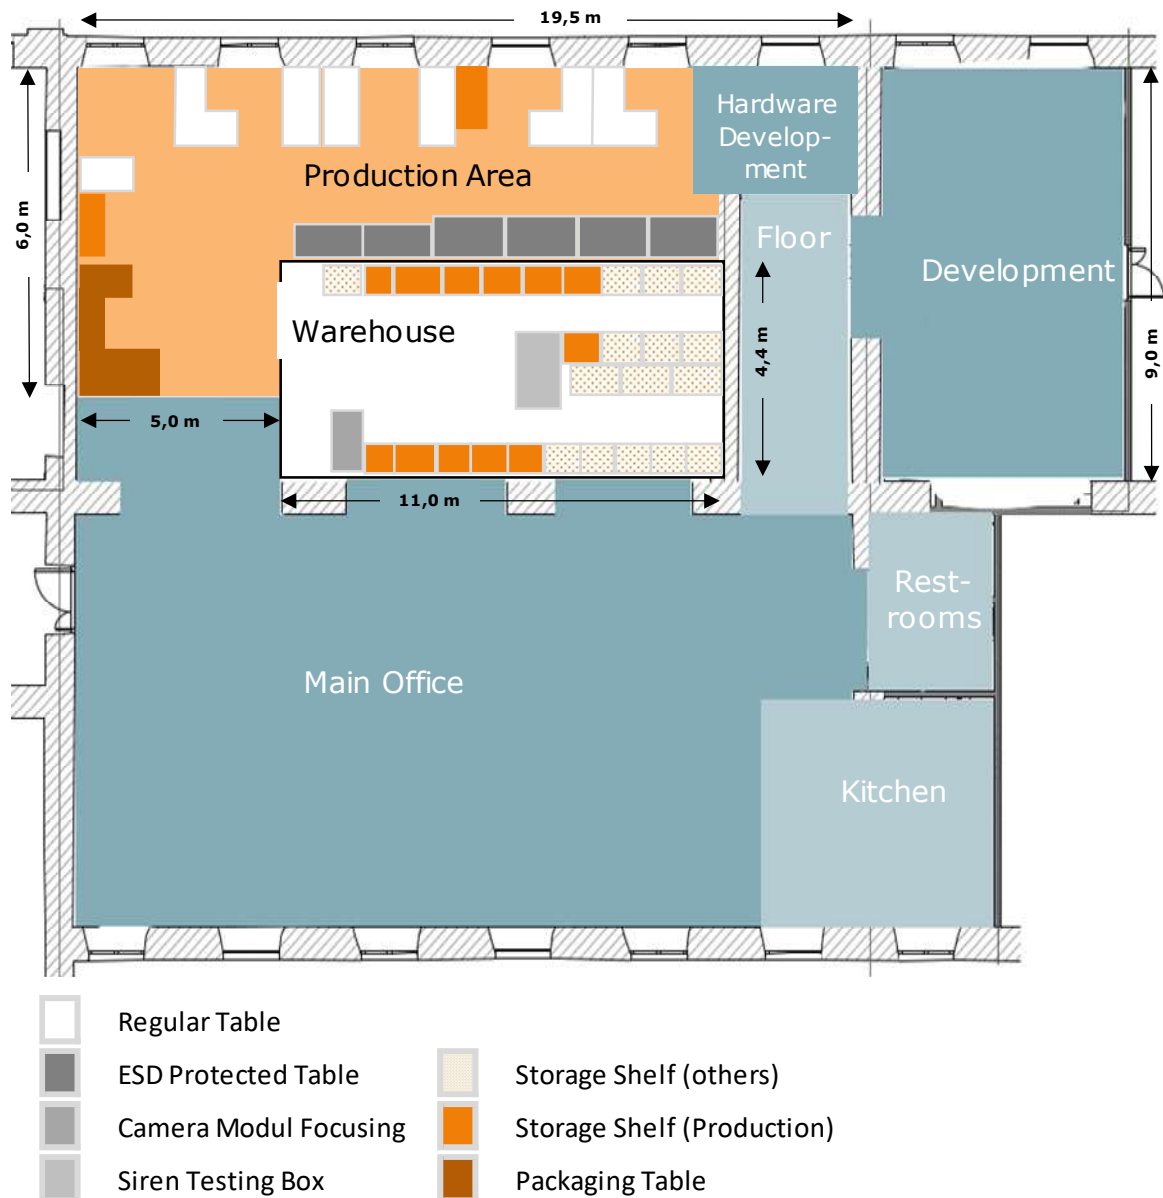 19,5 m
Hardware
Develop-
ment
Production Area
6,0 m
Floor
Development
Warehouse
4,4 m
9,0 m
5,0 m
11,0 m
Rest-
rooms
Main Office
Kitchen
Regular Table
ESD Protected Table
Storage Shelf (others)
Camera Modul Focusing
Storage Shelf (Production)
Siren Testing Box
Packaging Table